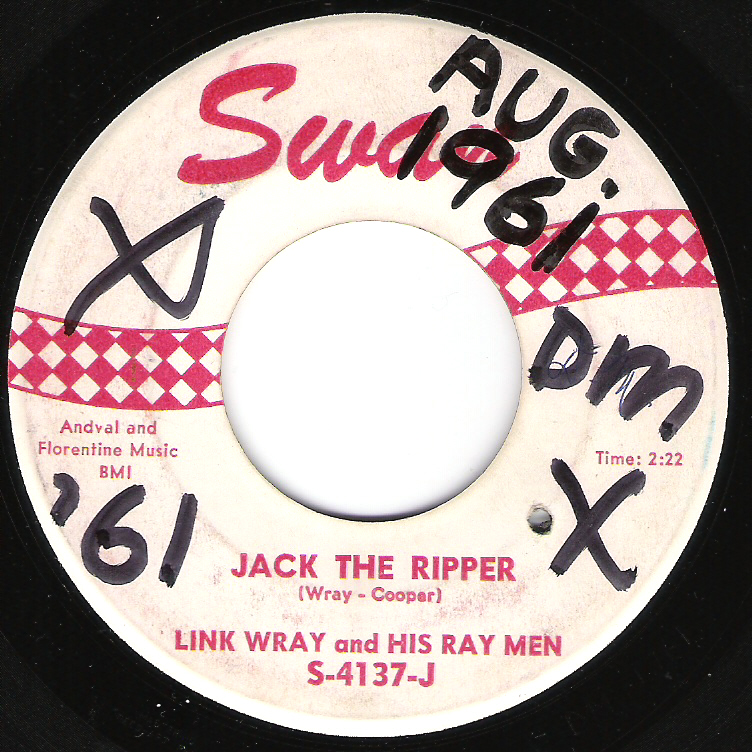 Swan
AUG.
1961
DM
Andval and
Florentine Music
BMI
Time: 2:22
'61
X
JACK THE RIPPER
(Wray - Cooper)
LINK WRAY and HIS RAY MEN
S-4137-J